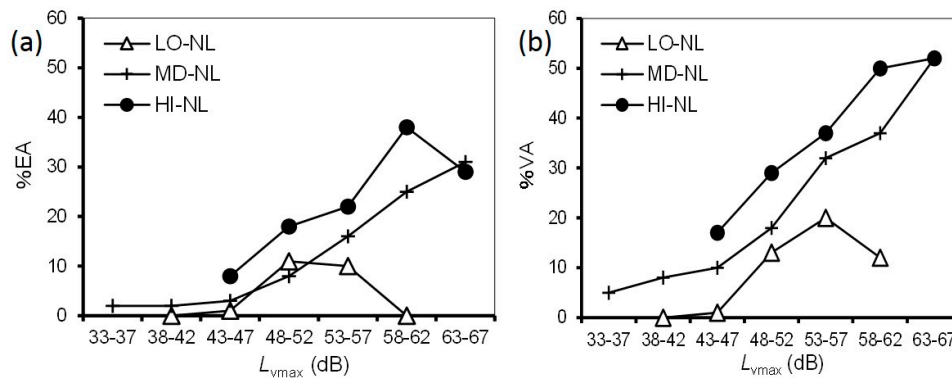 (a)
60
50
40
30
20
10
0
%EA
LO-NL
MD-NL
HI-NL
33-37 38-42 43-47 48-52 53-57 58-62 63-67
Lvmax (dB)
(b)
60
50
40
30
20
10
0
%VA
LO-NL
MD-NL
HI-NL
33-37 38-42 43-47 48-52 53-57 58-62 63-67
Lvmax (dB)